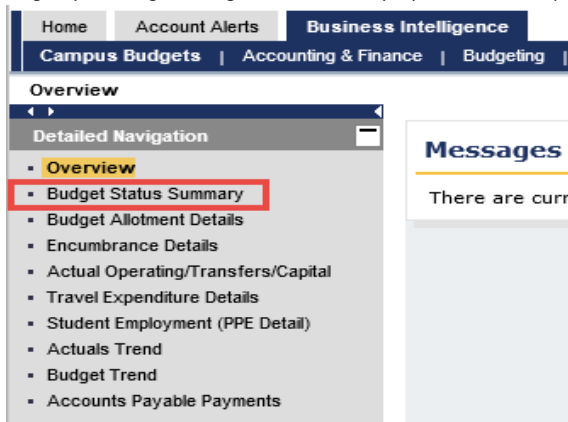 Home Account Alerts Business Intelligence
Campus Budgets | Accounting & Finance | Budgeting |
Overview
Detailed Navigation
Messages
Overview
Budget Status Summary
There are curr
Budget Allotment Details
Encumbrance Details
Actual Operating/Transfers/Capital
Travel Expenditure Details
Student Employment (PPE Detail)
Actuals Trend
Budget Trend
Accounts Payable Payments